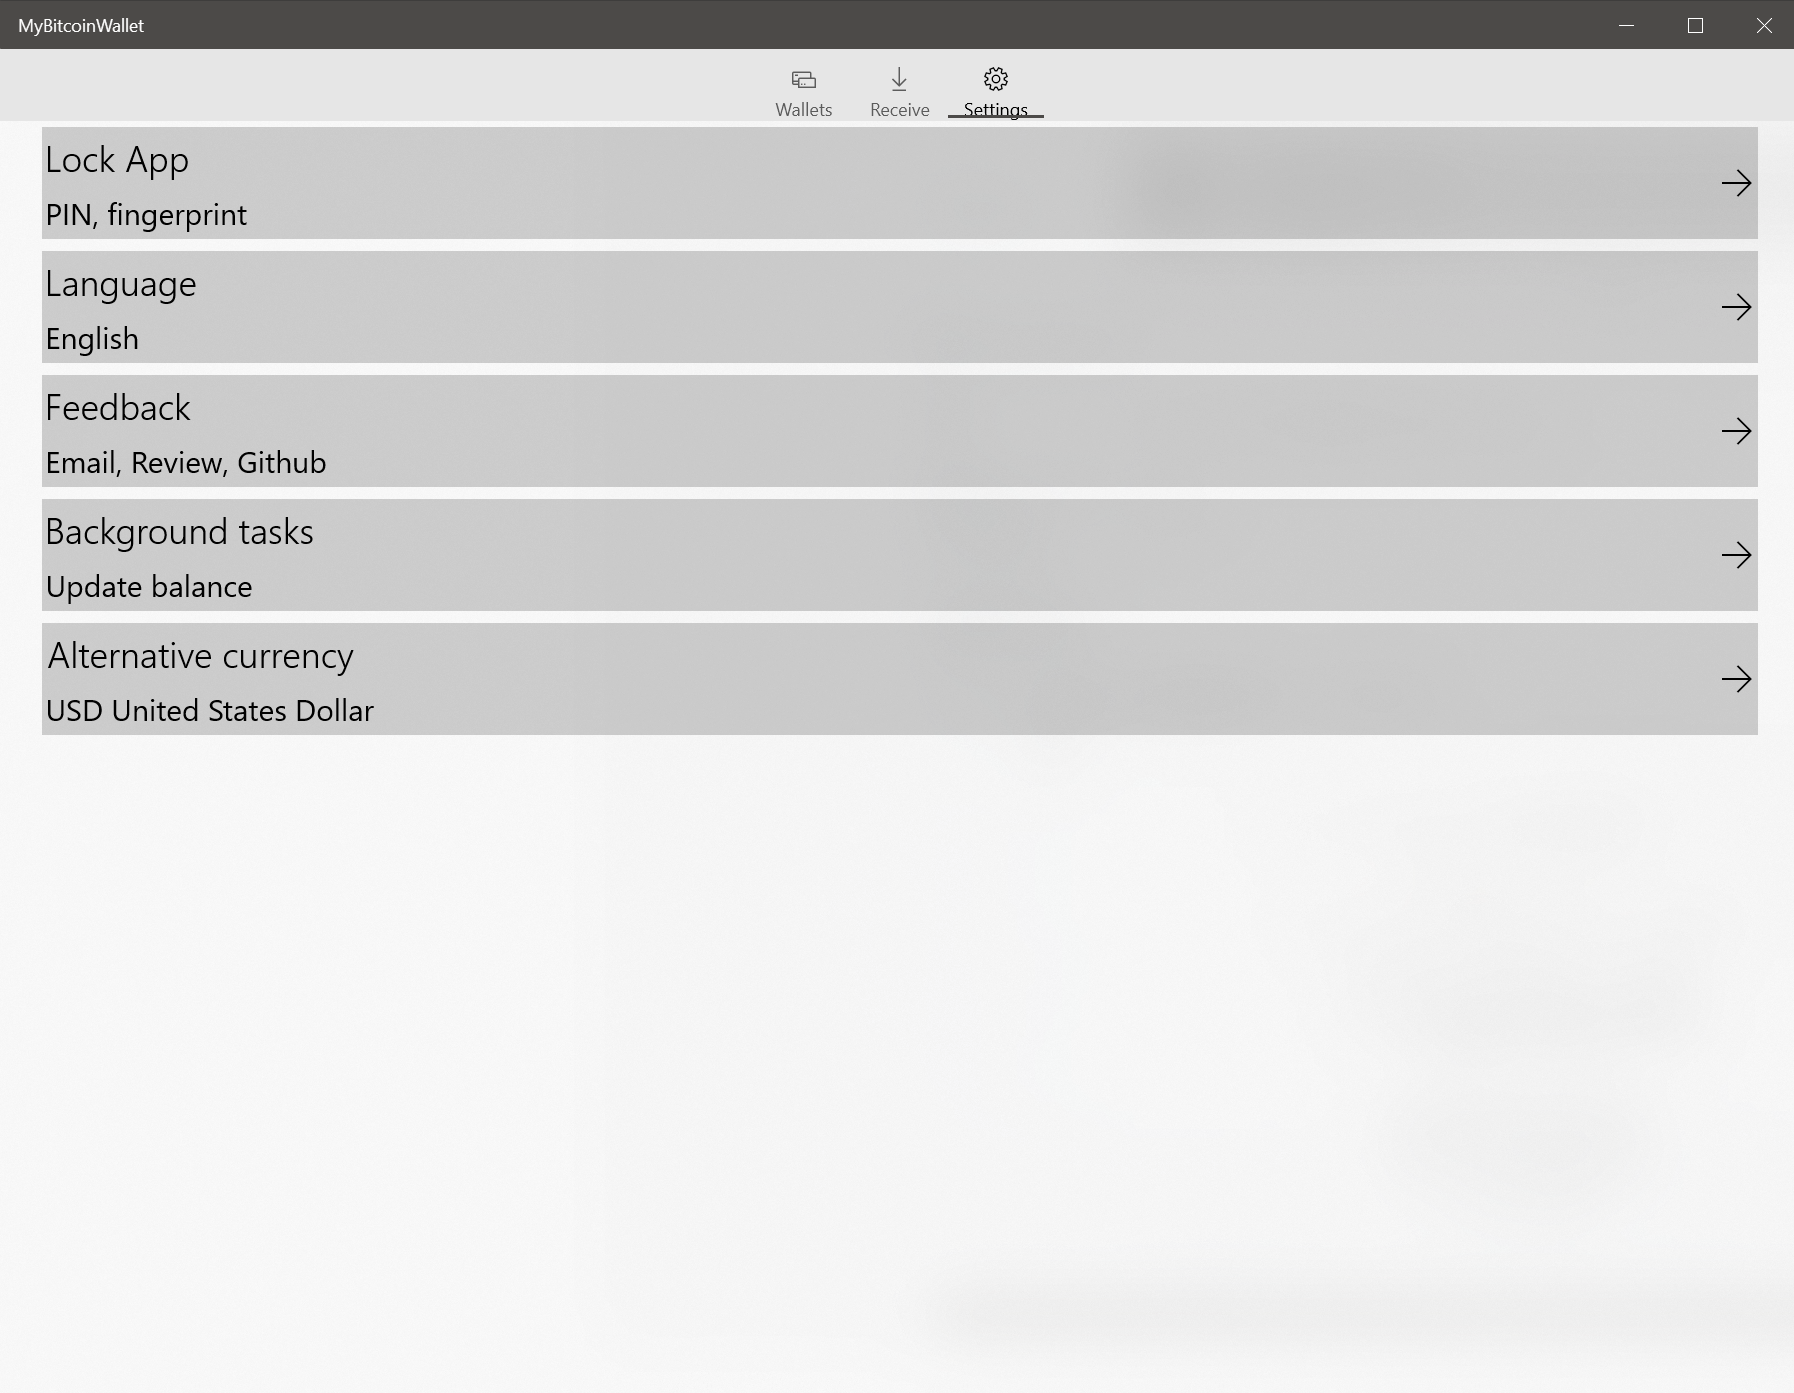 MyBitcoinWallet
Wallets
Receive
Settings
Lock App
PIN, fingerprint
Language
English
Feedback
Email, Review, Github
Background tasks
Update balance
Alternative currency
USD United States Dollar